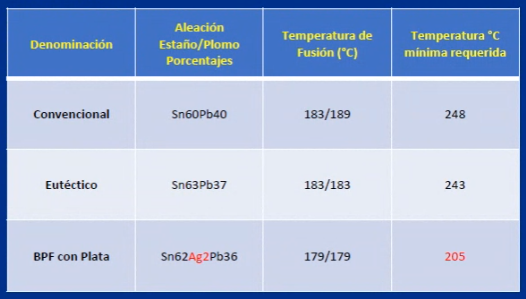 Denominación
Aleación
Estaño/Plomo
Porcentajes
Temperatura de
Fusión (°C)
Temperatura °C
mínima requerida
Convencional
Sn60Pb40
183/189
248
Eutéctico
Sn63Pb37
183/183
243
BPF con Plata
Sn62Ag2Pb36
179/179
205